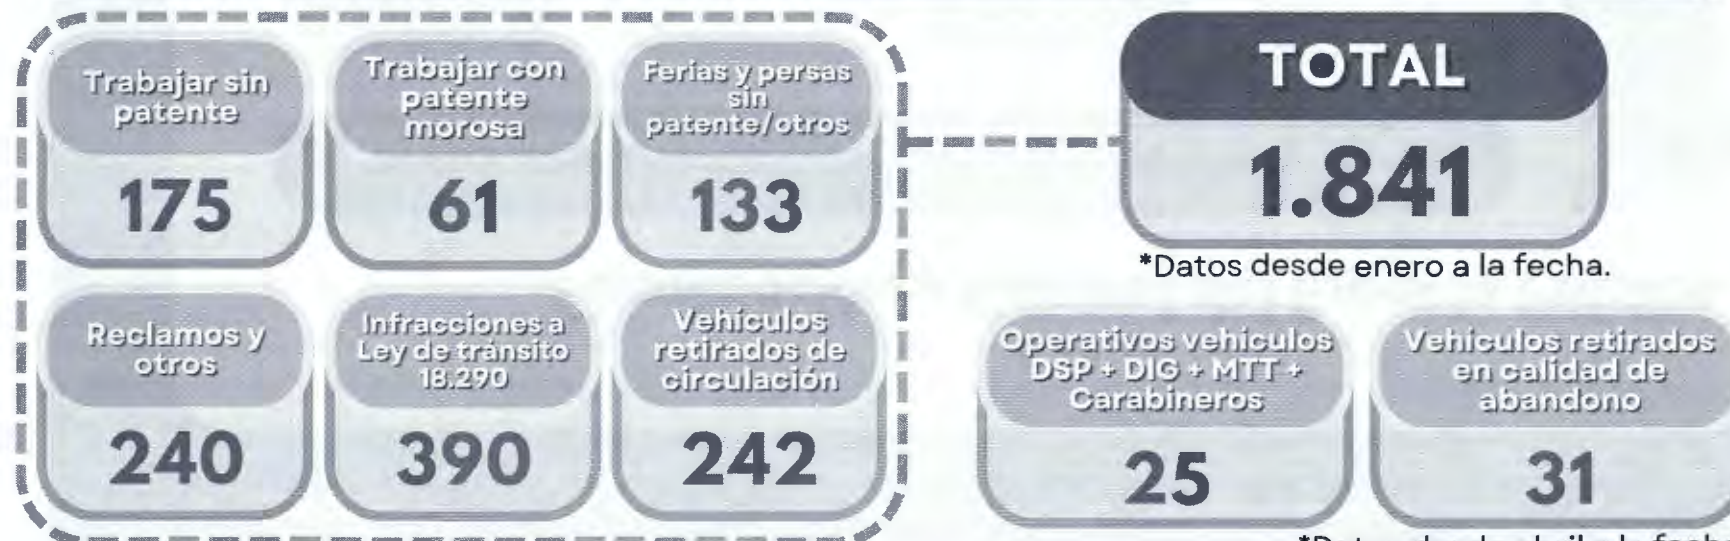 Trabajar sin
patente
175
Trabajar con
patente
morosa
61
Ferias y persas
sin
patente/otros
133
Reclamos y
otros
240
Infracciones a
Ley de tránsito
18.290
390
Vehículos
retirados de
circulación
242
TOTAL
1.841
*Datos desde enero a la fecha.
Operativos vehículos
DSP + DIG + MTT +
Carabineros
25
Vehículos retirados
en calidad de
abandono
31